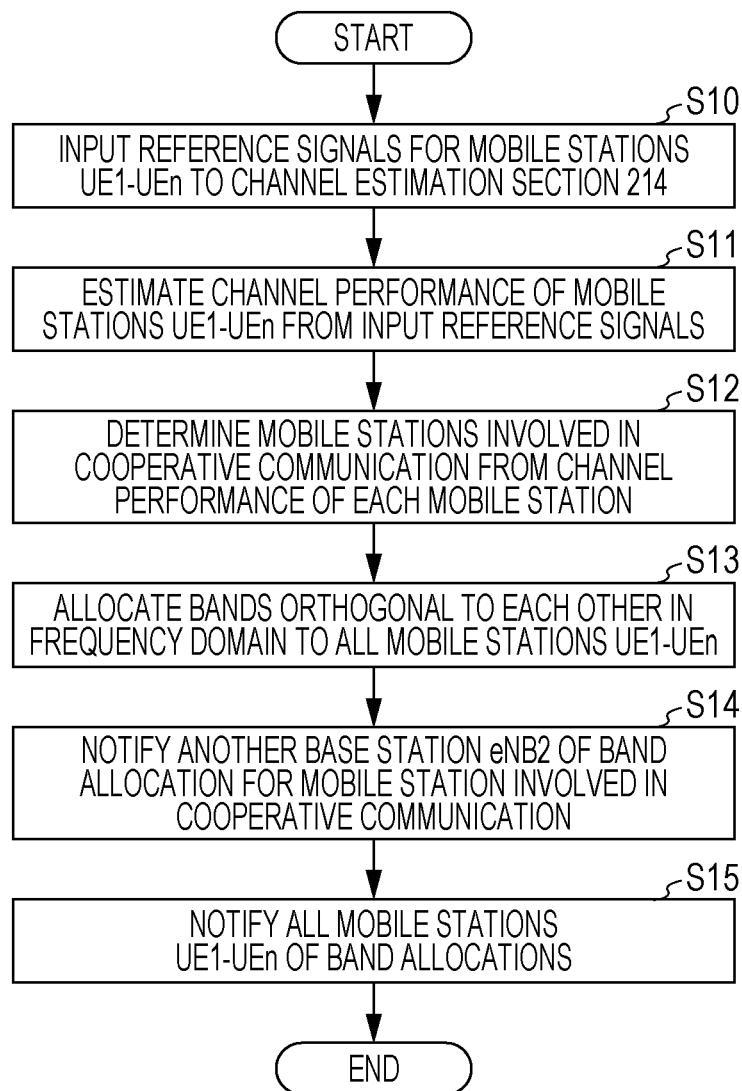 START
S10
INPUT REFERENCE SIGNALS FOR MOBILE STATIONS
UE1-UEn TO CHANNEL ESTIMATION SECTION 214
S11
ESTIMATE CHANNEL PERFORMANCE OF MOBILE
STATIONS UE1-UEn FROM INPUT REFERENCE SIGNALS
S12
DETERMINE MOBILE STATIONS INVOLVED IN
COOPERATIVE COMMUNICATION FROM CHANNEL
PERFORMANCE OF EACH MOBILE STATION
S13
ALLOCATE BANDS ORTHOGONAL TO EACH OTHER IN
FREQUENCY DOMAIN TO ALL MOBILE STATIONS UE1-UEn
S14
NOTIFY ANOTHER BASE STATION eNB2 OF BAND
ALLOCATION FOR MOBILE STATION INVOLVED IN
COOPERATIVE COMMUNICATION
S15
NOTIFY ALL MOBILE STATIONS
UE1-UEn OF BAND ALLOCATIONS
END